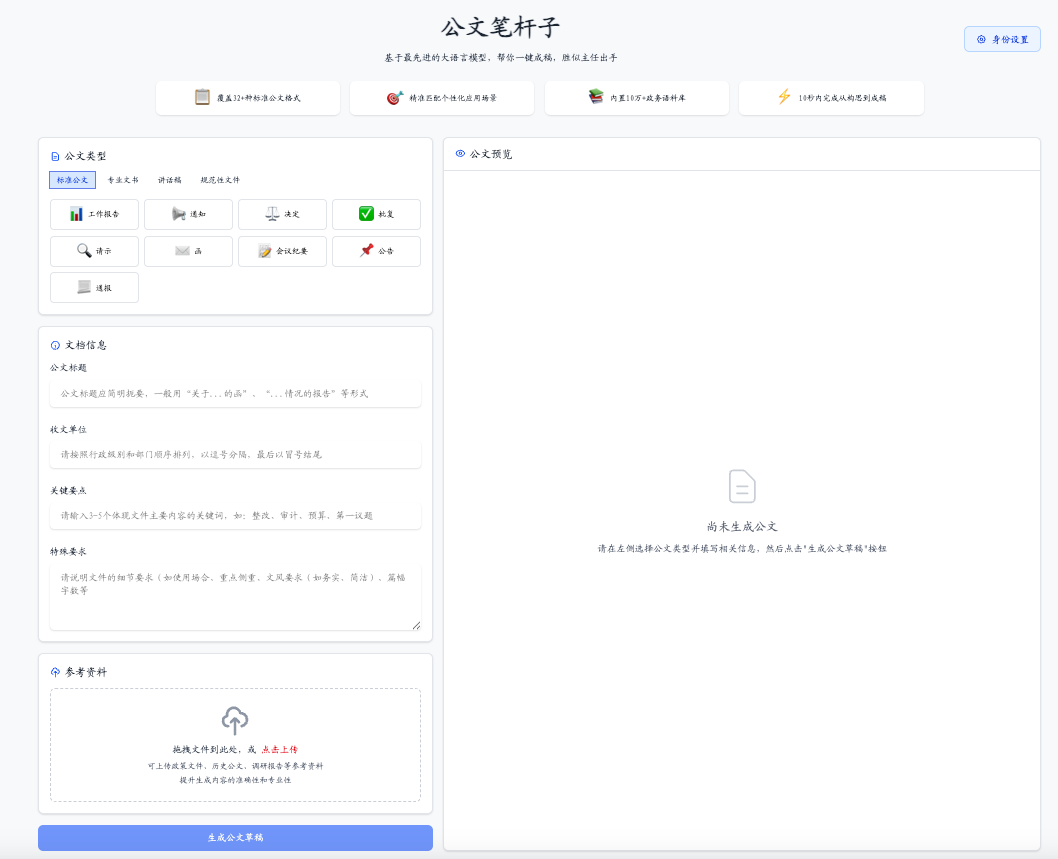 公文笔杆子
身份设置
基于最先进的大语言模型，帮你一键成稿，胜似主任出手
覆盖32+种标准公文格式
精准匹配个性化应用场景
内置10万+政务语料库
10秒内完成从构思到成稿
公文类型
标准公文 专业文书 讲话稿 规范性文件
工作报告 通知 决定 批复
请示 函 会议纪要 公告
通报
文档信息
公文标题
公文标题应简明扼要，一般用“关于...的函”、“...情况的报告”等形式
收文单位
请按照行政级别和部门顺序排列，以逗号分隔，最后以冒号结尾
关键要点
请输入3-5个体现文件主要内容的关键词，如：整改、审计、预算、第一议题
特殊要求
请说明文件的细节要求（如使用场合、重点侧重、文风要求（如务实、简洁）、篇幅
字数等
参考资料
拖拽文件到此处，或 点击上传
可上传政策文件、历史公文、调研报告等参考资料
提升生成内容的准确性和专业性
生成公文草稿
公文预览
尚未生成公文
请在左侧选择公文类型并填写相关信息，然后点击"生成公文草稿"按钮